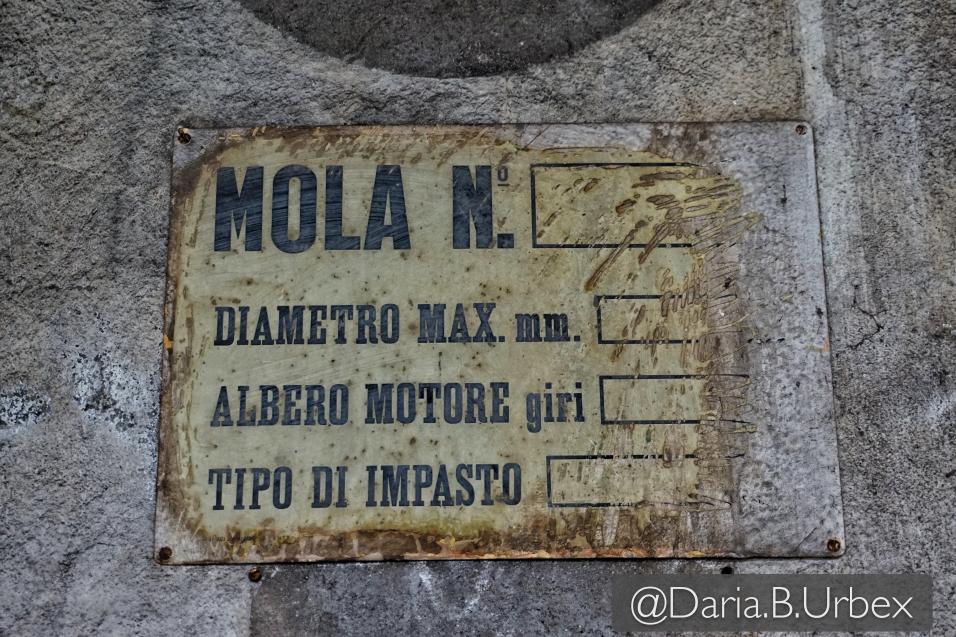 MOLA N.º
DIAMETRO MAX. mm.
ALBERO MOTORE giri
TIPO DI IMPASTO
@Daria.B.Urbex